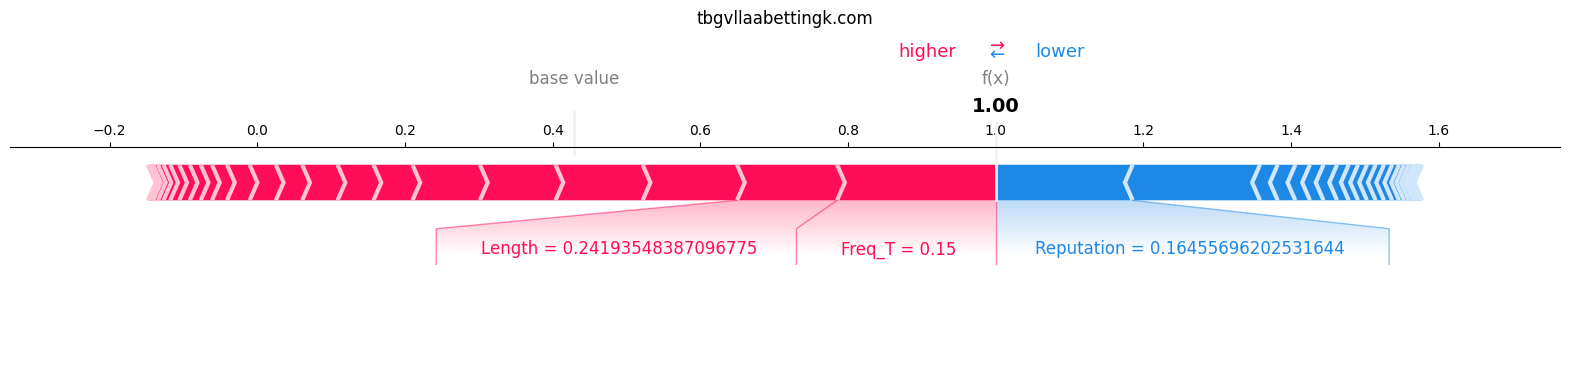 tbgvllaabettingk.com
higher ⇄ lower
base value f(x)
1.00
−0.2 0.0 0.2 0.4 0.6 0.8 1.0 1.2 1.4 1.6
Length = 0.24193548387096775 Freq_T = 0.15 Reputation = 0.16455696202531644